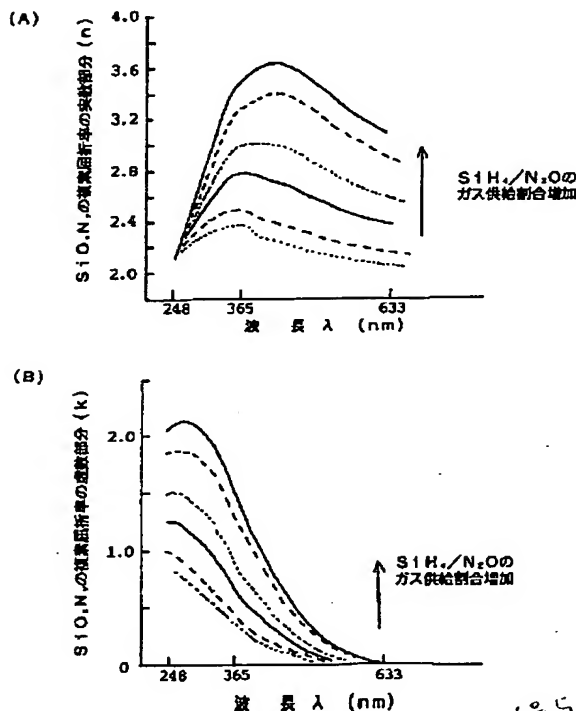 (A)
SiOxNyの複素屈折率の実数部分(n)
3.6
3.2
2.8
2.4
2.0
SiH₄/N₂Oの
ガス供給割合増加
248 365 633
波長λ (nm)
(B)
SiOxNyの複素屈折率の虚数部分(k)
2.0
1.0
0
SiH₄/N₂Oの
ガス供給割合増加
248 365 633
波長λ (nm)